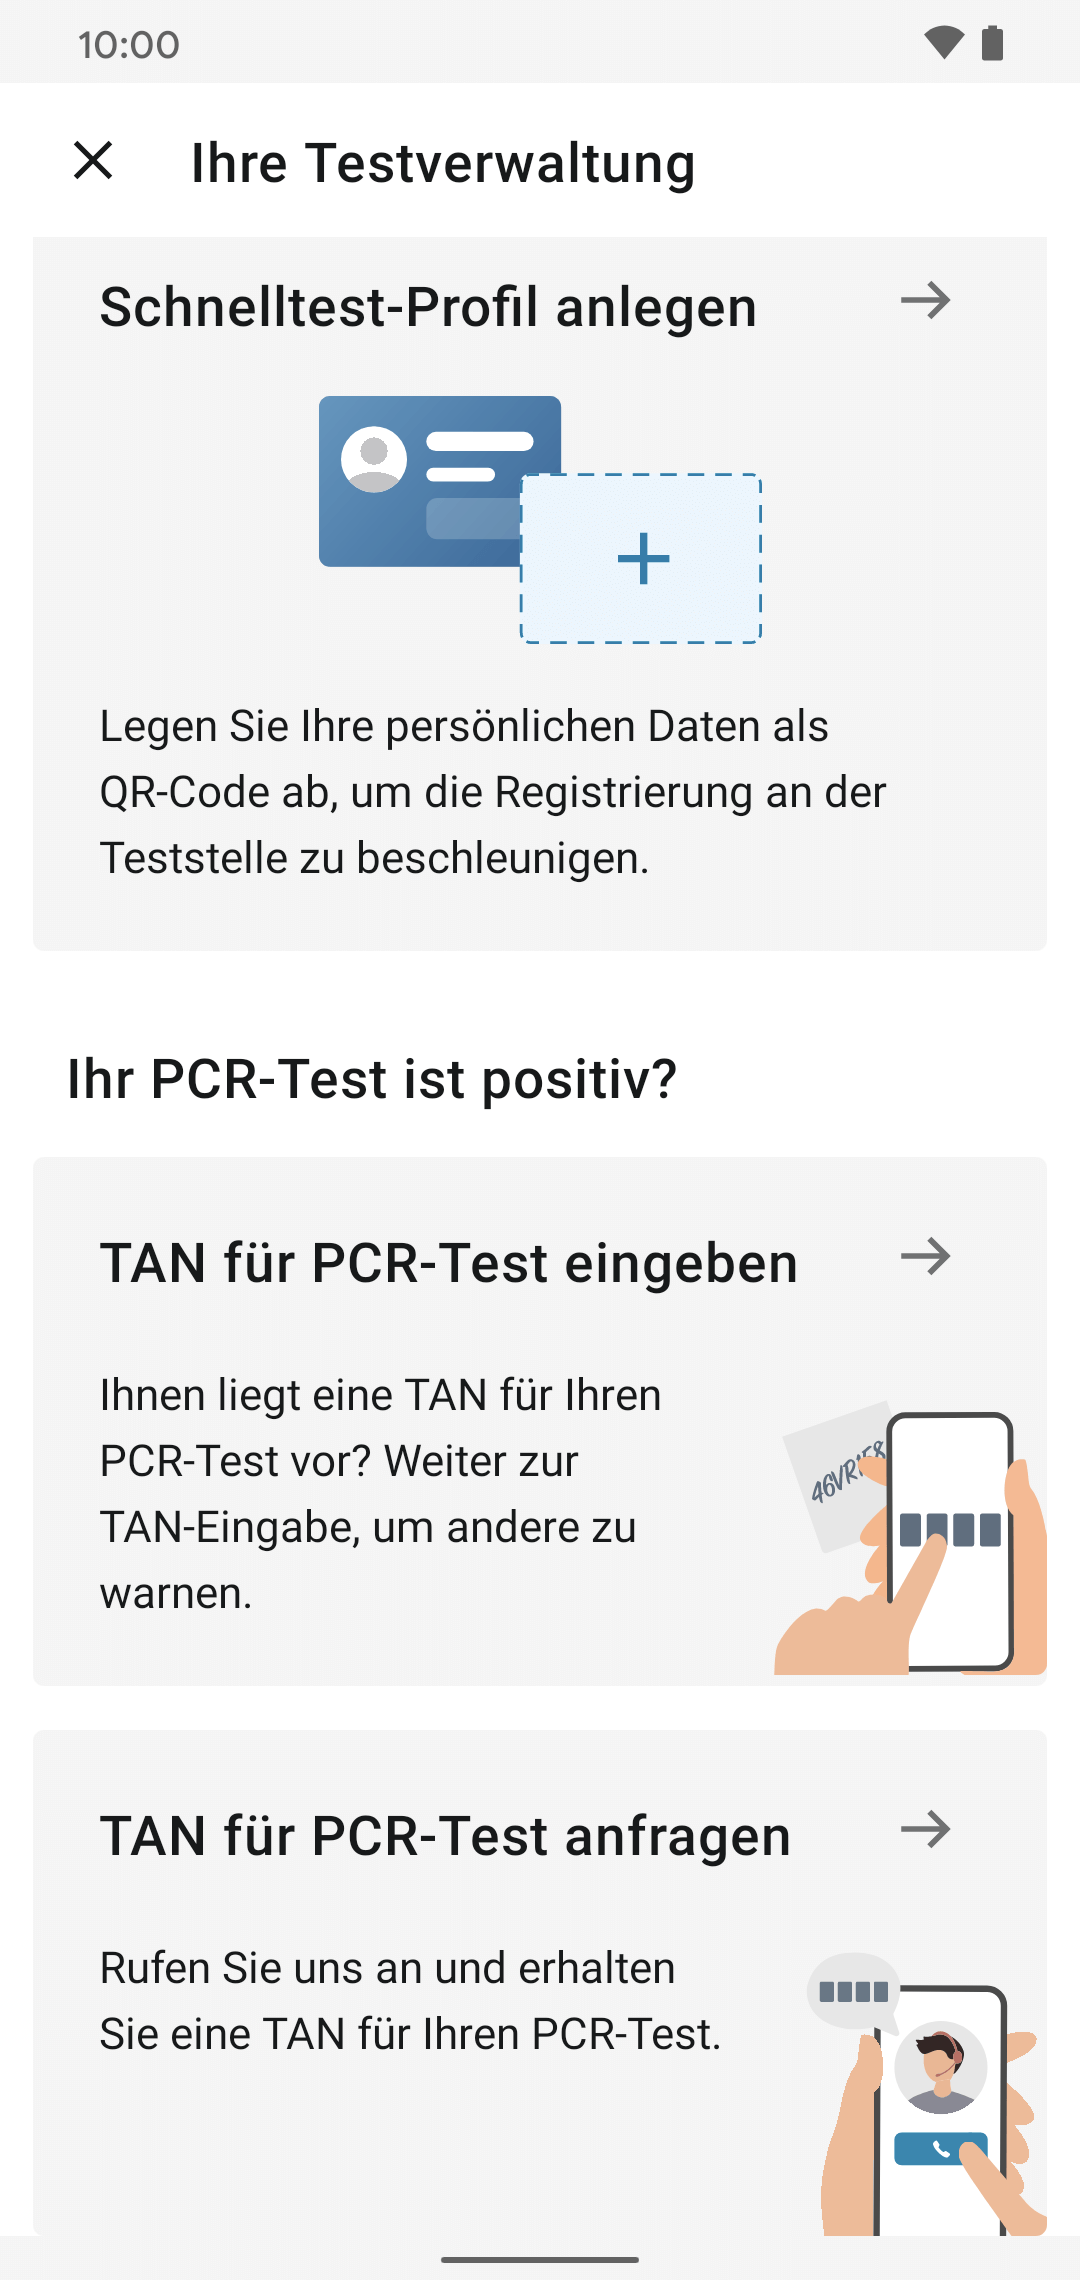 10:00
Ihre Testverwaltung
Schnelltest-Profil anlegen
Legen Sie Ihre persönlichen Daten als
QR-Code ab, um die Registrierung an der
Teststelle zu beschleunigen.
Ihr PCR-Test ist positiv?
TAN für PCR-Test eingeben
Ihnen liegt eine TAN für Ihren
PCR-Test vor? Weiter zur
TAN-Eingabe, um andere zu
warnen.
TAN für PCR-Test anfragen
Rufen Sie uns an und erhalten
Sie eine TAN für Ihren PCR-Test.